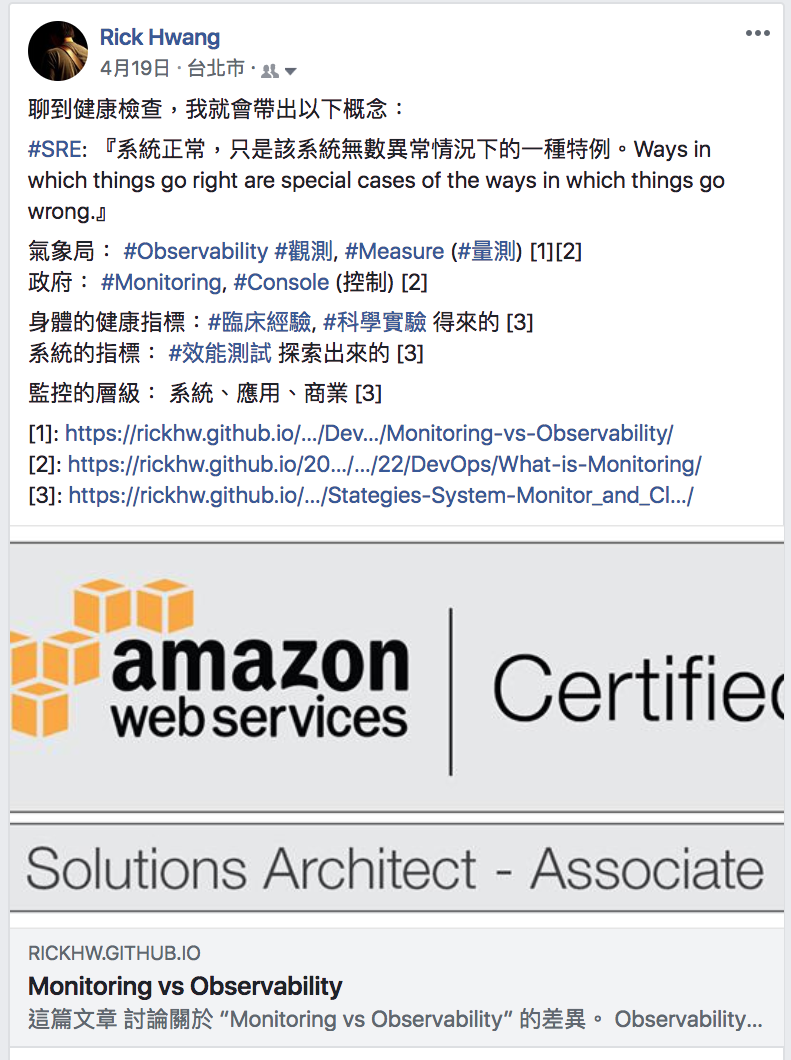 Rick Hwang
4月19日 · 台北市 ·
聊到健康檢查，我就會帶出以下概念：
#SRE: 『系統正常，只是該系統無數異常情況下的一種特例。Ways in
which things go right are special cases of the ways in which things go
wrong.』
氣象局： #Observability #觀測, #Measure (#量測) [1][2]
政府： #Monitoring, #Console (控制) [2]
身體的健康指標：#臨床經驗, #科學實驗 得來的 [3]
系統的指標： #效能測試 探索出來的 [3]
監控的層級： 系統、應用、商業 [3]
[1]: https://rickhw.github.io/.../Dev.../Monitoring-vs-Observability/
[2]: https://rickhw.github.io/20.../.../22/DevOps/What-is-Monitoring/
[3]: https://rickhw.github.io/.../Stategies-System-Monitor_and_Cl.../
amazon
web services
Certified
Solutions Architect - Associate
RICKHW.GITHUB.IO
Monitoring vs Observability
這篇文章 討論關於 “Monitoring vs Observability” 的差異。 Observability...